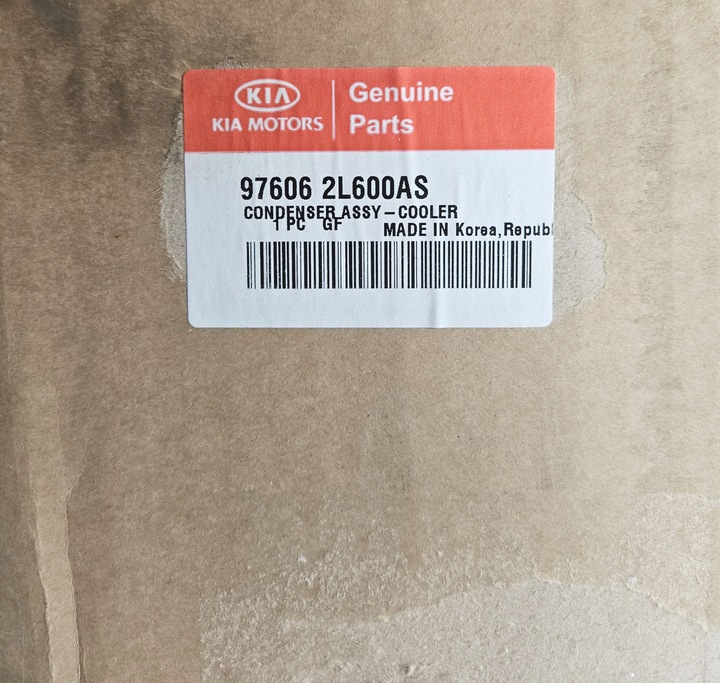 KIA
KIA MOTORS
Genuine
Parts
97606 2L600AS
CONDENSER ASSY-COOLER
1 PC GF MADE IN Korea,Republ